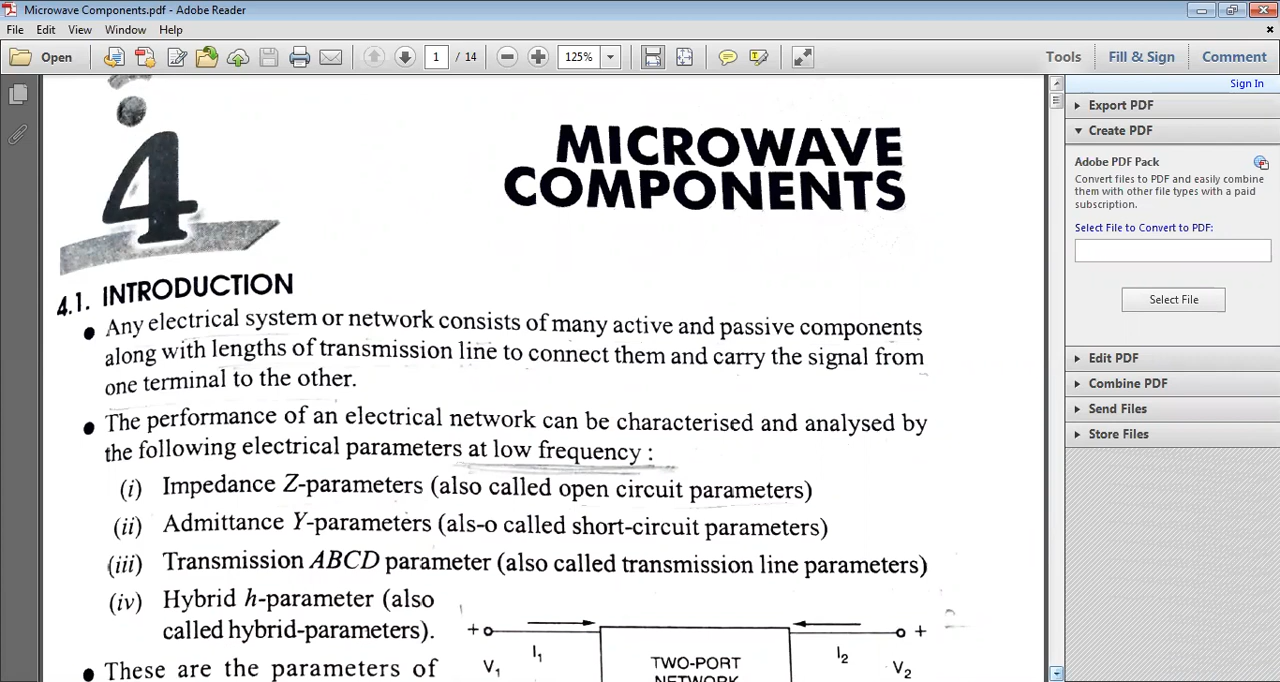 Microwave Components.pdf - Adobe Reader
File Edit View Window Help
Open 1 / 14 125% Tools Fill & Sign Comment
Sign In
Export PDF
Create PDF
Adobe PDF Pack
Convert files to PDF and easily combine
them with other file types with a paid
subscription.
Select File to Convert to PDF:
Select File
Edit PDF
Combine PDF
Send Files
Store Files
4
MICROWAVE
COMPONENTS
4.1. INTRODUCTION
● Any electrical system or network consists of many active and passive components
along with lengths of transmission line to connect them and carry the signal from
one terminal to the other.
● The performance of an electrical network can be characterised and analysed by
the following electrical parameters at low frequency :
(i) Impedance Z-parameters (also called open circuit parameters)
(ii) Admittance Y-parameters (als-o called short-circuit parameters)
(iii) Transmission ABCD parameter (also called transmission line parameters)
(iv) Hybrid h-parameter (also
called hybrid-parameters).
● These are the parameters of
+ I₁ I₂ +
V₁ TWO-PORT V₂
NETWORK